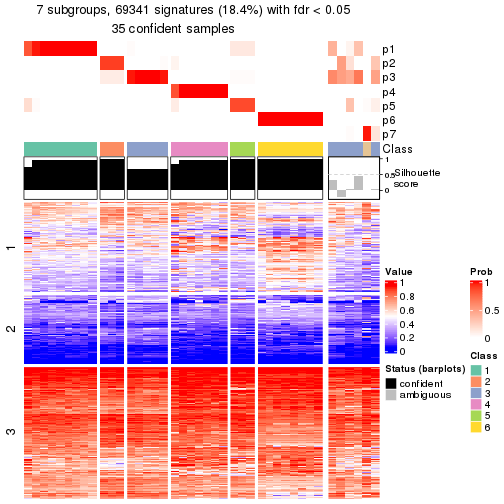 7 subgroups, 69341 signatures (18.4%) with fdr < 0.05
35 confident samples
p1
p2
p3
p4
p5
p6
p7
Class
1
0.5
0
Silhouette
score
1
2
3
Value
1
0.8
0.6
0.4
0.2
0
Status (barplots)
confident
ambiguous
Prob
1
0.5
0
Class
1
2
3
4
5
6